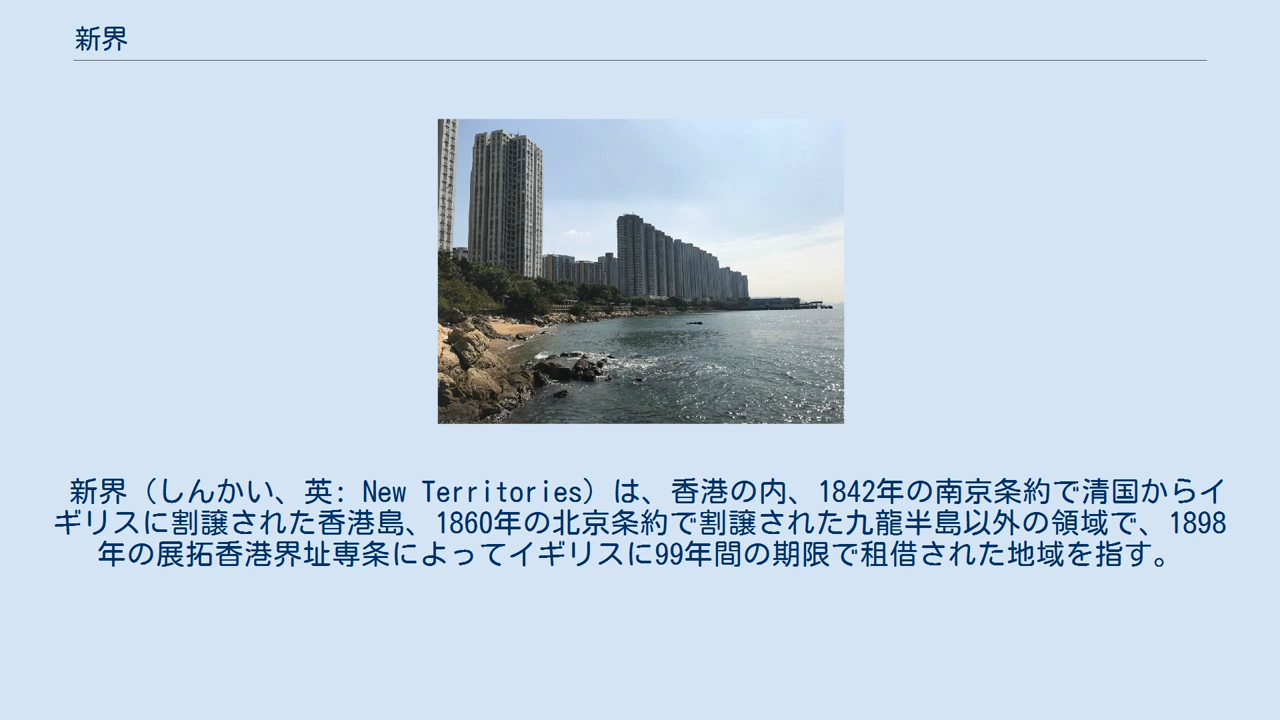 新界
新界（しんかい、英: New Territories）は、香港の内、1842年の南京条約で清国からイ
ギリスに割譲された香港島、1860年の北京条約で割譲された九龍半島以外の領域で、1898
年の展拓香港界址専条によってイギリスに99年間の期限で租借された地域を指す。